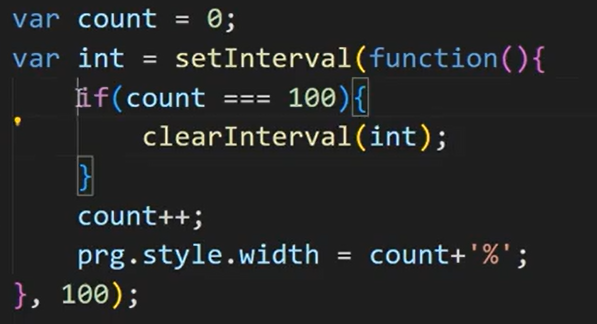 var count = 0;
var int = setInterval(function(){
if(count === 100){
clearInterval(int);
}
count++;
prg.style.width = count+'%';
}, 100);